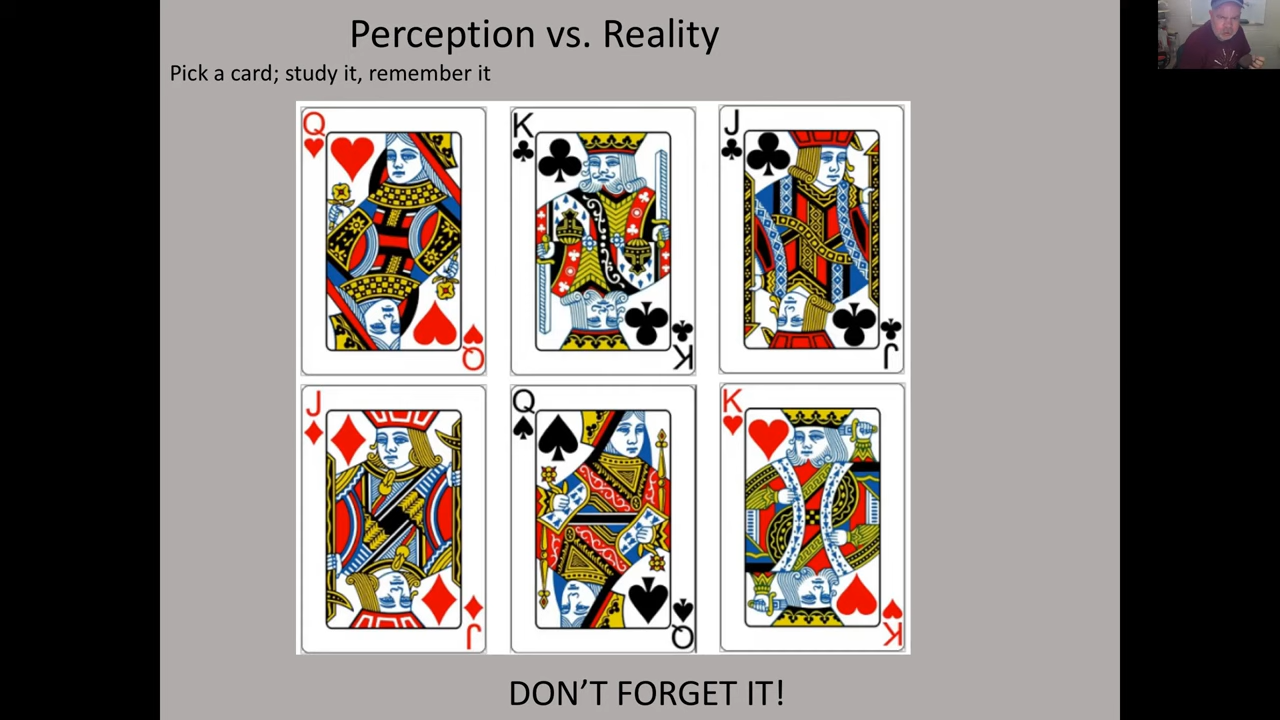 Perception vs. Reality
Pick a card; study it, remember it
Q
K
J
Q
K
J
J
Q
K
J
Q
K
DON'T FORGET IT!